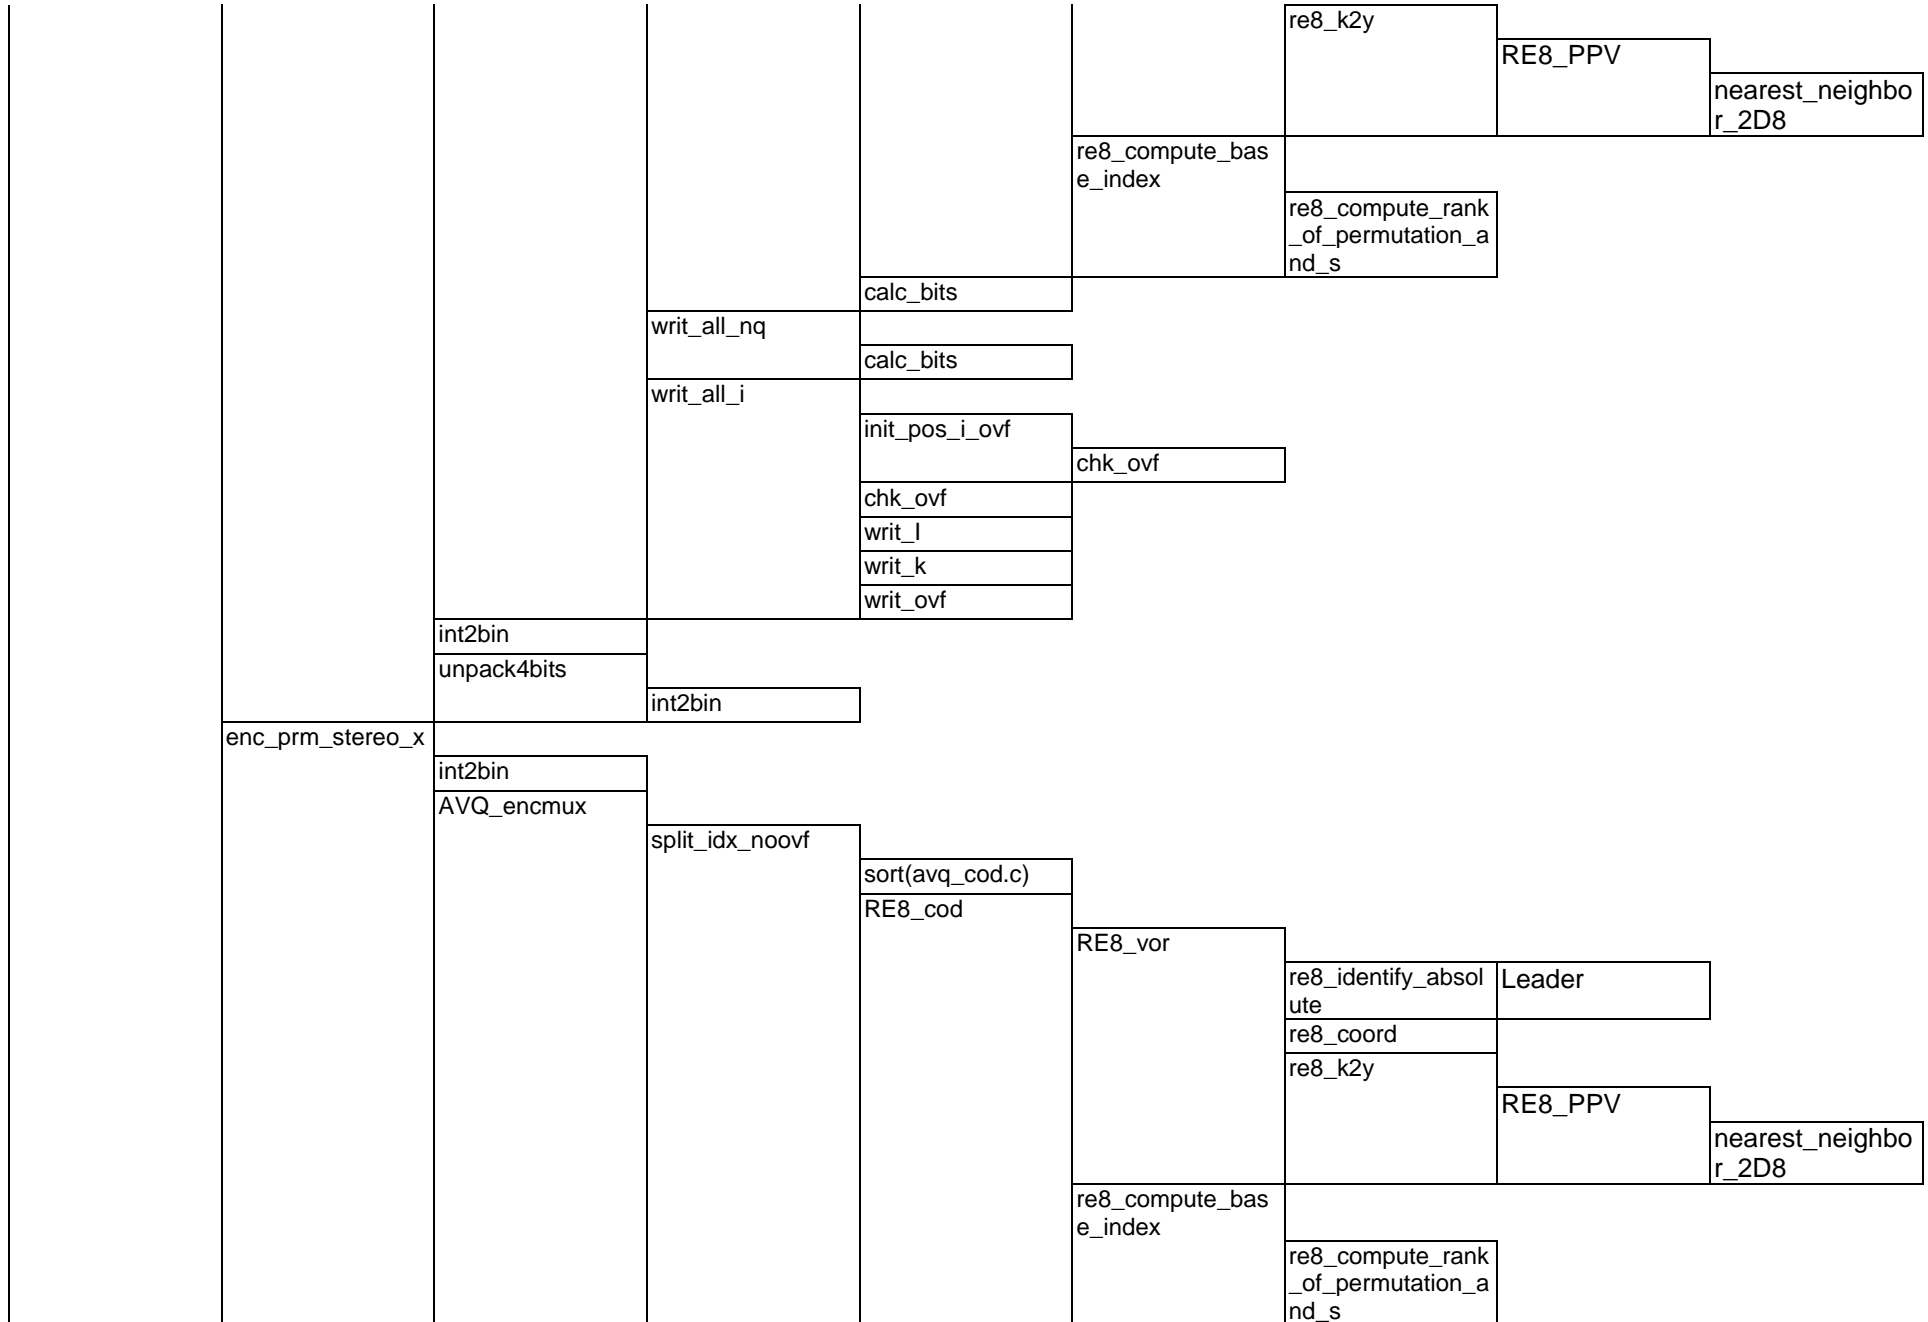 re8_k2y
RE8_PPV
nearest_neighbo
r_2D8
re8_compute_bas
e_index
re8_compute_rank
_of_permutation_a
nd_s
calc_bits
writ_all_nq
calc_bits
writ_all_i
init_pos_i_ovf
chk_ovf
chk_ovf
writ_I
writ_k
writ_ovf
int2bin
unpack4bits
int2bin
enc_prm_stereo_x
int2bin
AVQ_encmux
split_idx_noovf
sort(avq_cod.c)
RE8_cod
RE8_vor
re8_identify_absol
ute
Leader
re8_coord
re8_k2y
RE8_PPV
nearest_neighbo
r_2D8
re8_compute_bas
e_index
re8_compute_rank
_of_permutation_a
nd_s